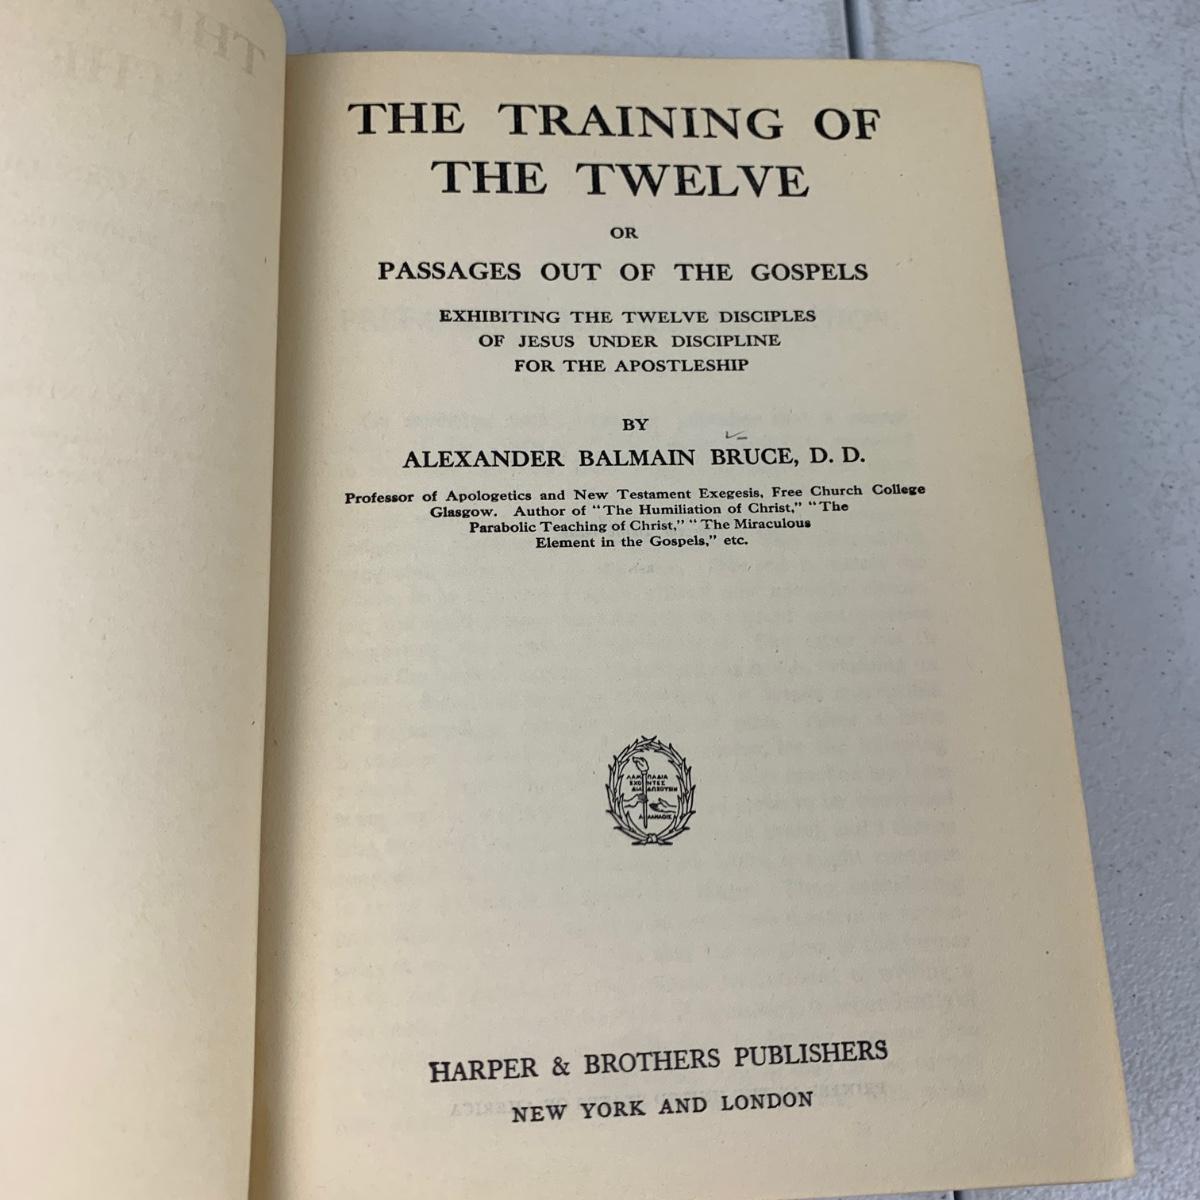 THE TRAINING OF
THE TWELVE
OR
PASSAGES OUT OF THE GOSPELS
EXHIBITING THE TWELVE DISCIPLES
OF JESUS UNDER DISCIPLINE
FOR THE APOSTLESHIP
BY
ALEXANDER BALMAIN BRUCE, D. D.
Professor of Apologetics and New Testament Exegesis, Free Church College
Glasgow. Author of "The Humiliation of Christ," "The
Parabolic Teaching of Christ," "The Miraculous
Element in the Gospels," etc.
ΛΑΜΠΑΔΙΑ
ΕΧΟΝΤΕΣ
HARPER & BROTHERS PUBLISHERS
NEW YORK AND LONDON